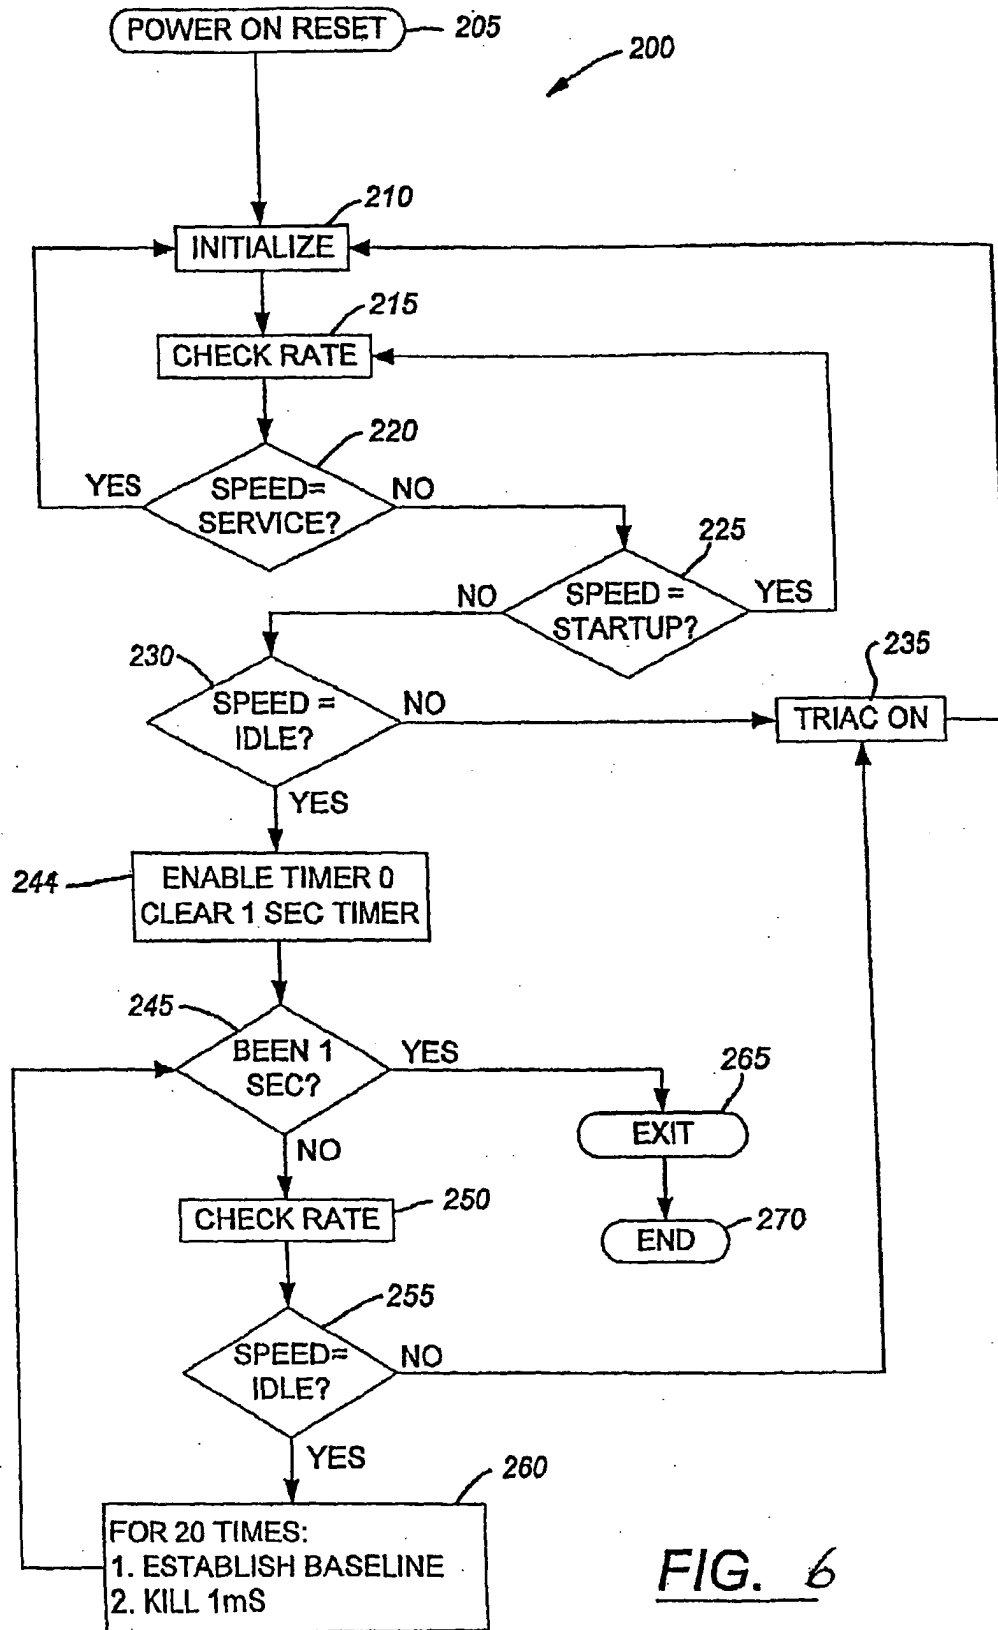 POWER ON RESET
205
200
210
INITIALIZE
215
CHECK RATE
220
YES
SPEED=
SERVICE?
NO
225
NO
SPEED =
STARTUP?
YES
230
SPEED =
IDLE?
NO
235
TRIAC ON
YES
244
ENABLE TIMER 0
CLEAR 1 SEC TIMER
245
BEEN 1
SEC?
YES
265
EXIT
NO
250
CHECK RATE
270
END
255
SPEED=
IDLE?
NO
YES
260
FOR 20 TIMES:
1. ESTABLISH BASELINE
2. KILL 1mS
FIG. 6